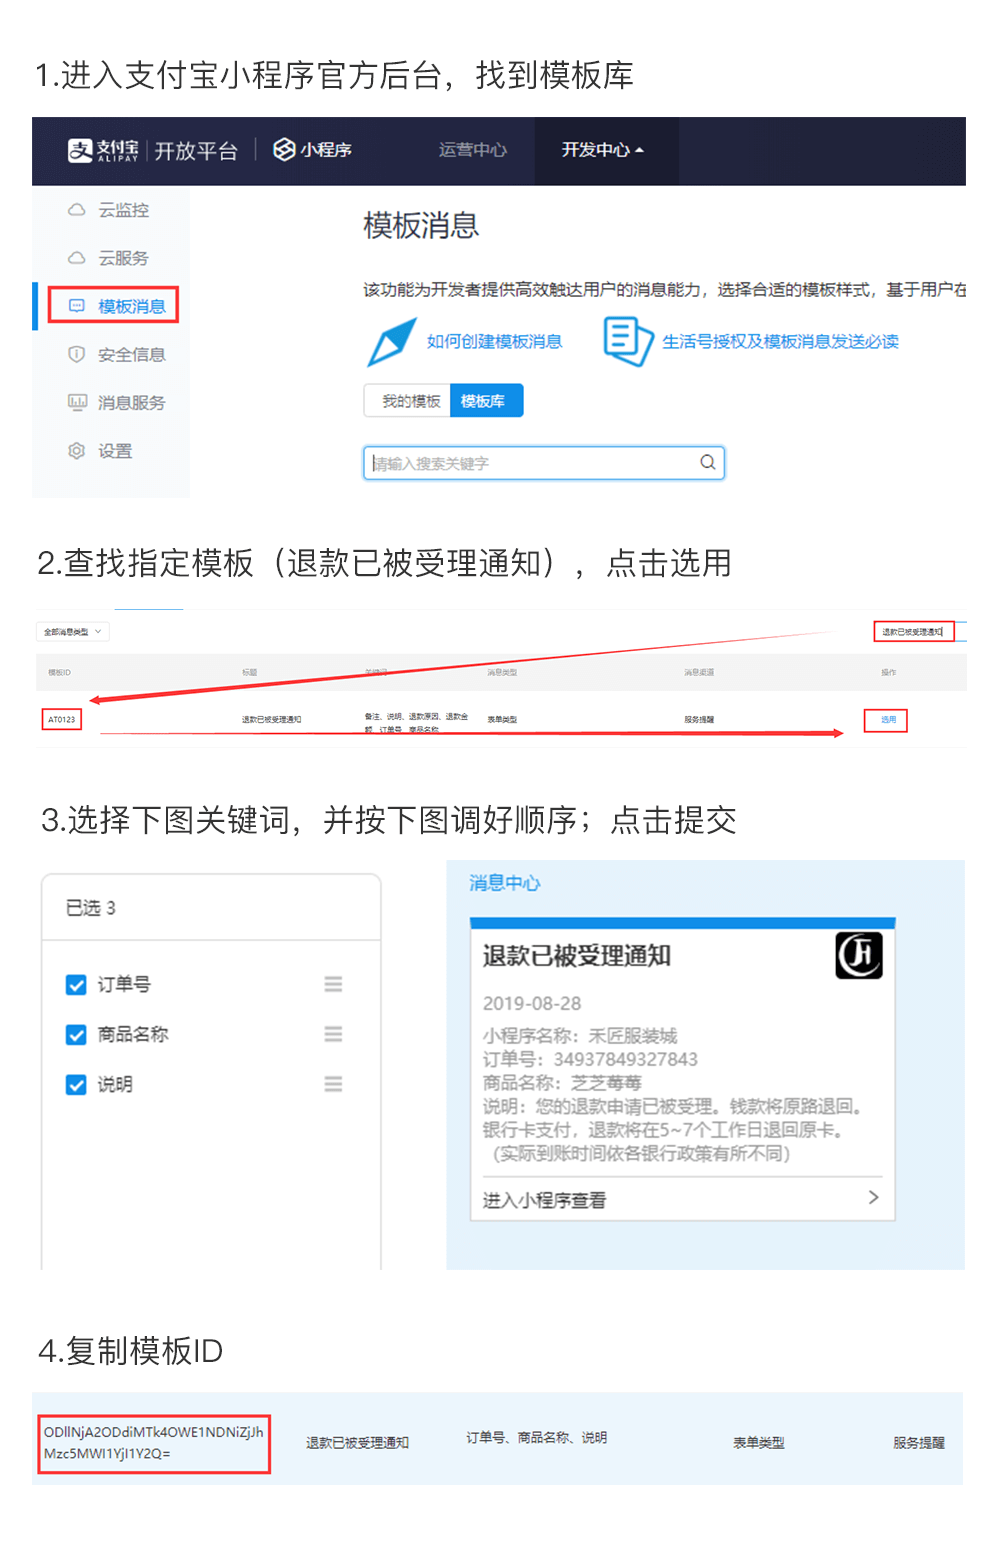 1.进入支付宝小程序官方后台，找到模板库
支付宝 ALIPAY 开放平台 小程序 运营中心 开发中心
云监控
云服务
模板消息
安全信息
消息服务
设置
模板消息
该功能为开发者提供高效触达用户的消息能力，选择合适的模板样式，基于用户在
如何创建模板消息 生活号授权及模板消息发送必读
我的模板 模板库
请输入搜索关键字
2.查找指定模板（退款已被受理通知），点击选用
全部消息类型 退款已被受理通知
模板ID 标题 关键词 消息类型 消息渠道 操作
AT0123 退款已被受理通知 备注、说明、退款原因、退款金 表单类型 服务提醒 选用
额、订单号、商品名称
3.选择下图关键词，并按下图调好顺序；点击提交
已选 3
订单号
商品名称
说明
消息中心
退款已被受理通知
2019-08-28
小程序名称：禾匠服装城
订单号：34937849327843
商品名称：芝芝莓莓
说明：您的退款申请已被受理。钱款将原路退回。
银行卡支付，退款将在5~7个工作日退回原卡。
（实际到账时间依各银行政策有所不同）
进入小程序查看
4.复制模板ID
ODllNjA2ODdiMTk4OWE1NDNiZjJh
Mzc5MWI1YjI1Y2Q=
退款已被受理通知 订单号、商品名称、说明 表单类型 服务提醒